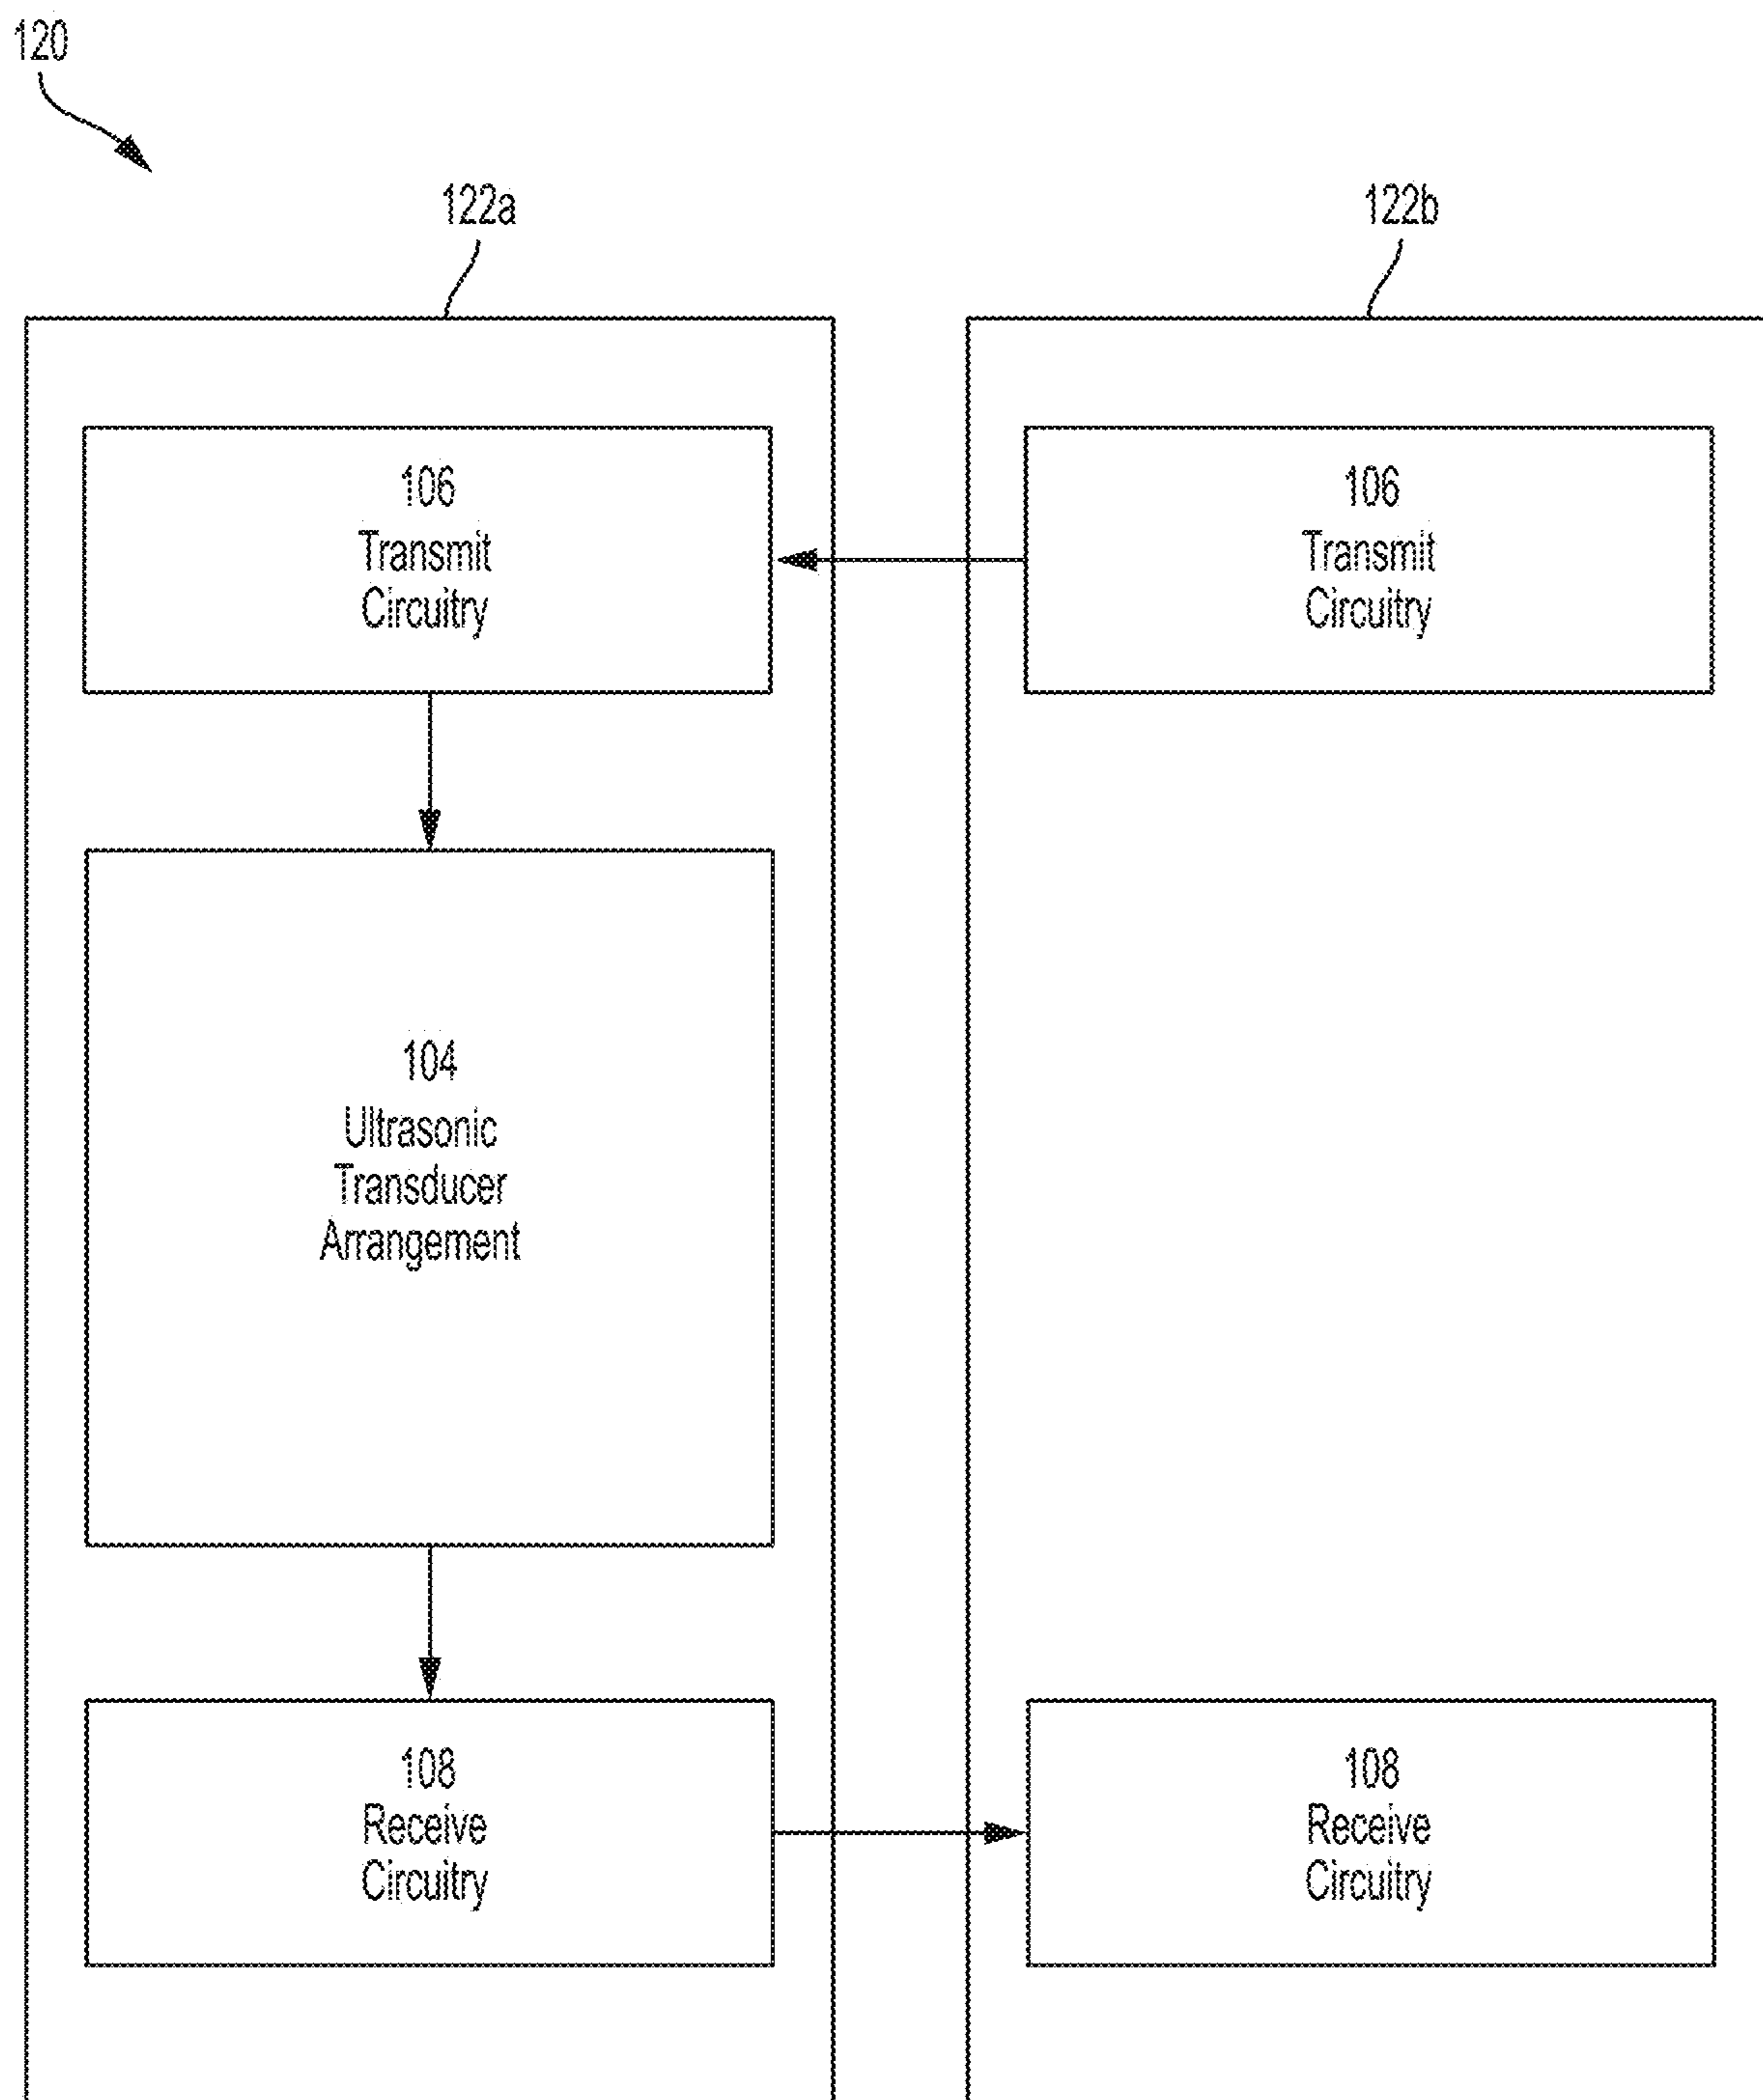 120
122a
122b
106
Transmit
Circuitry
106
Transmit
Circuitry
104
Ultrasonic
Transducer
Arrangement
108
Receive
Circuitry
108
Receive
Circuitry